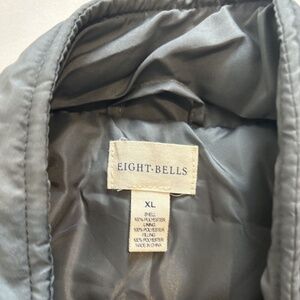 EIGHT·BELLS
XL
SHELL
100% POLYESTER
LINING
100% POLYESTER
FILLING
100% POLYESTER
MADE IN CHINA